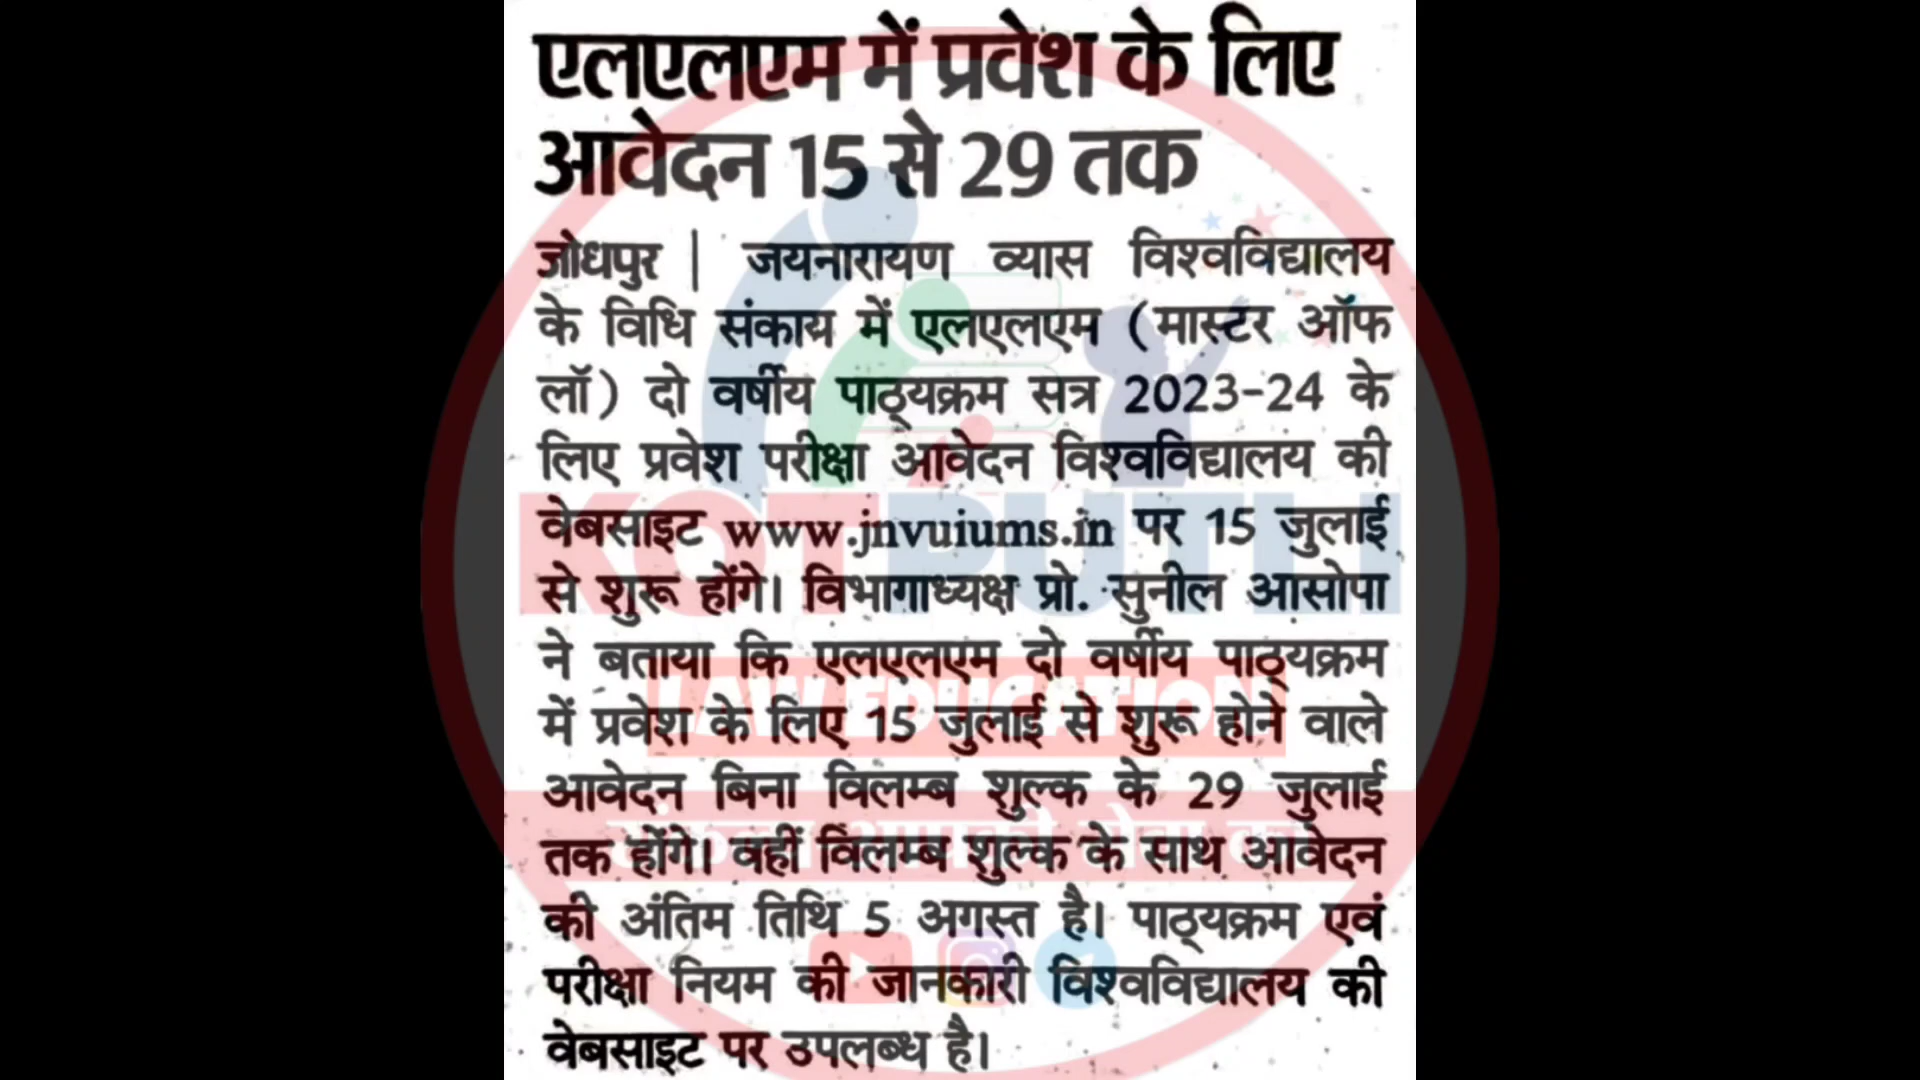 एलएलएम में प्रवेश के लिए
आवेदन 15 से 29 तक
जोधपुर | जयनारायण व्यास विश्वविद्यालय
के विधि संकाय में एलएलएम (मास्टर ऑफ
लॉ) दो वर्षीय पाठ्यक्रम सत्र 2023-24 के
लिए प्रवेश परीक्षा आवेदन विश्वविद्यालय की
वेबसाइट www.jnvuiums.in पर 15 जुलाई
से शुरू होंगे। विभागाध्यक्ष प्रो. सुनील आसोपा
ने बताया कि एलएलएम दो वर्षीय पाठ्यक्रम
में प्रवेश के लिए 15 जुलाई से शुरू होने वाले
आवेदन बिना विलम्ब शुल्क के 29 जुलाई
तक होंगे। वहीं विलम्ब शुल्क के साथ आवेदन
की अंतिम तिथि 5 अगस्त है। पाठ्यक्रम एवं
परीक्षा नियम की जानकारी विश्वविद्यालय की
वेबसाइट पर उपलब्ध है।
KOTPUTLI
LAW EDUCATION